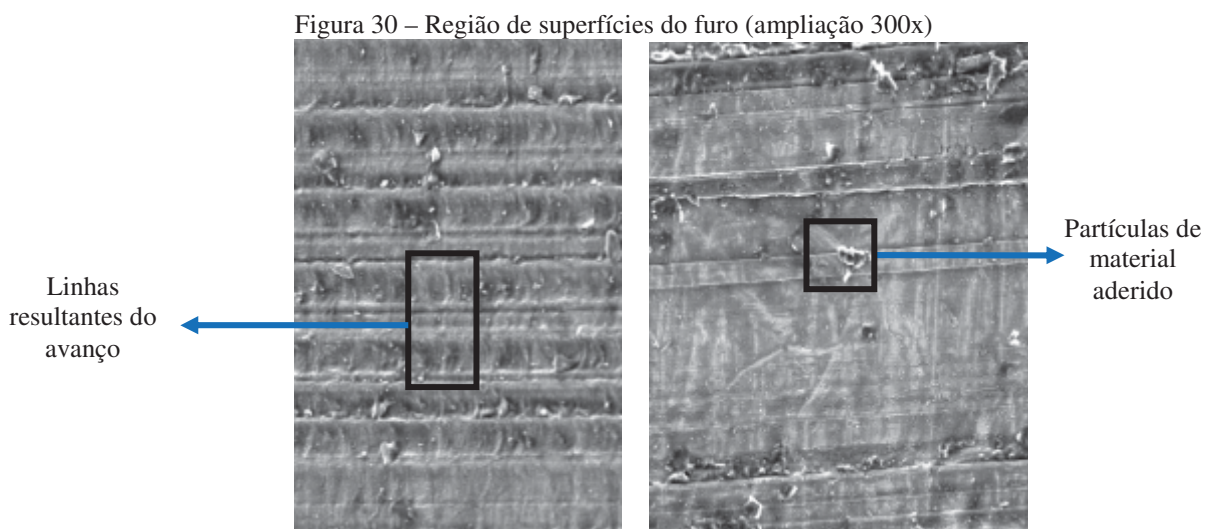 Figura 30 – Região de superfícies do furo (ampliação 300x)
Linhas
resultantes do
avanço
Partículas de
material
aderido